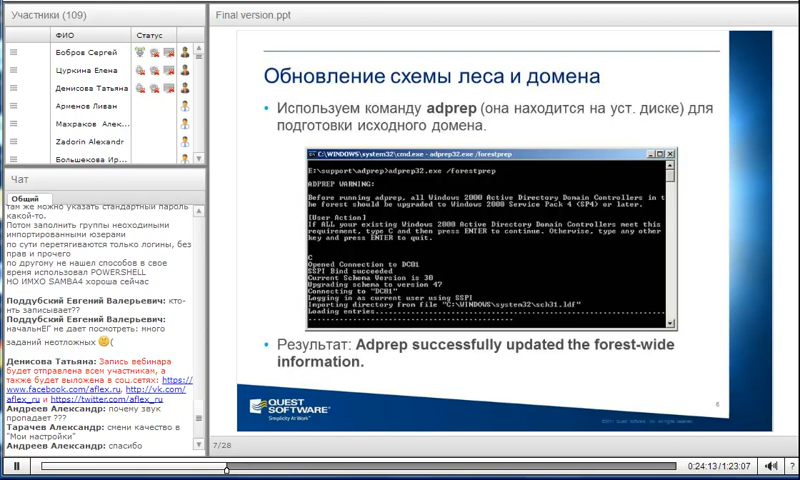 Участники (109)
ФИО
Статус
Бобров Сергей
Цуркина Елена
Денисова Татьяна
Арменов Ливан
Махраков Алек...
Zadorin Alexandr
Большекова Ир...
Чат
Общий
там же можно указать стандартный пароль
какой-то.
Потом заполнить группы неоходимыми
импортированными юзерами
по сути перетягиваются только логины, без
прав и прочего
по другому не нашел способов в свое
время использовал POWERSHELL
НО ИМХО SAMBA4 хороша сейчас
Поддубский Евгений Валерьевич: кто-
нть записывает??
Поддубский Евгений Валерьевич:
начальнЕГ не дает посмотреть: много
заданий неотложных (
Денисова Татьяна: Запись вебинара
будет отправлена всем участникам, а
также будет выложена в соц.сетях: https://
www.facebook.com/aflex.ru, http://vk.com/
aflex_ru и https://twitter.com/aflex_ru
Андреев Александр: почему звук
пропадает ???
Тарачев Александр: смени качество в
"Мои настройки"
Андреев Александр: спасибо
Final version.ppt
Обновление схемы леса и домена
• Используем команду adprep (она находится на уст. диске) для
подготовки исходного домена.
C:\WINDOWS\system32\cmd.exe - adprep32.exe /forestprep
E:\support\adprep>adprep32.exe /forestprep
ADPREP WARNING:
Before running adprep, all Windows 2000 Active Directory Domain Controllers in t
he forest should be upgraded to Windows 2000 Service Pack 4 (SP4) or later.
[User Action]
If ALL your existing Windows 2000 Active Directory Domain Controllers meet this
requirement, type C and then press ENTER to continue. Otherwise, type any other
key and press ENTER to quit.
C
Opened Connection to DC01
SSPI Bind succeeded
Current Schema Version is 30
Upgrading schema to version 47
Connecting to "DC01"
Logging in as current user using SSPI
Importing directory from file "C:\WINDOWS\system32\sch31.ldf"
Loading entries...
• Результат: Adprep successfully updated the forest-wide
information.
QUEST
SOFTWARE
Simplicity At Work
6
7/28
0:24:13/1:23:07
?